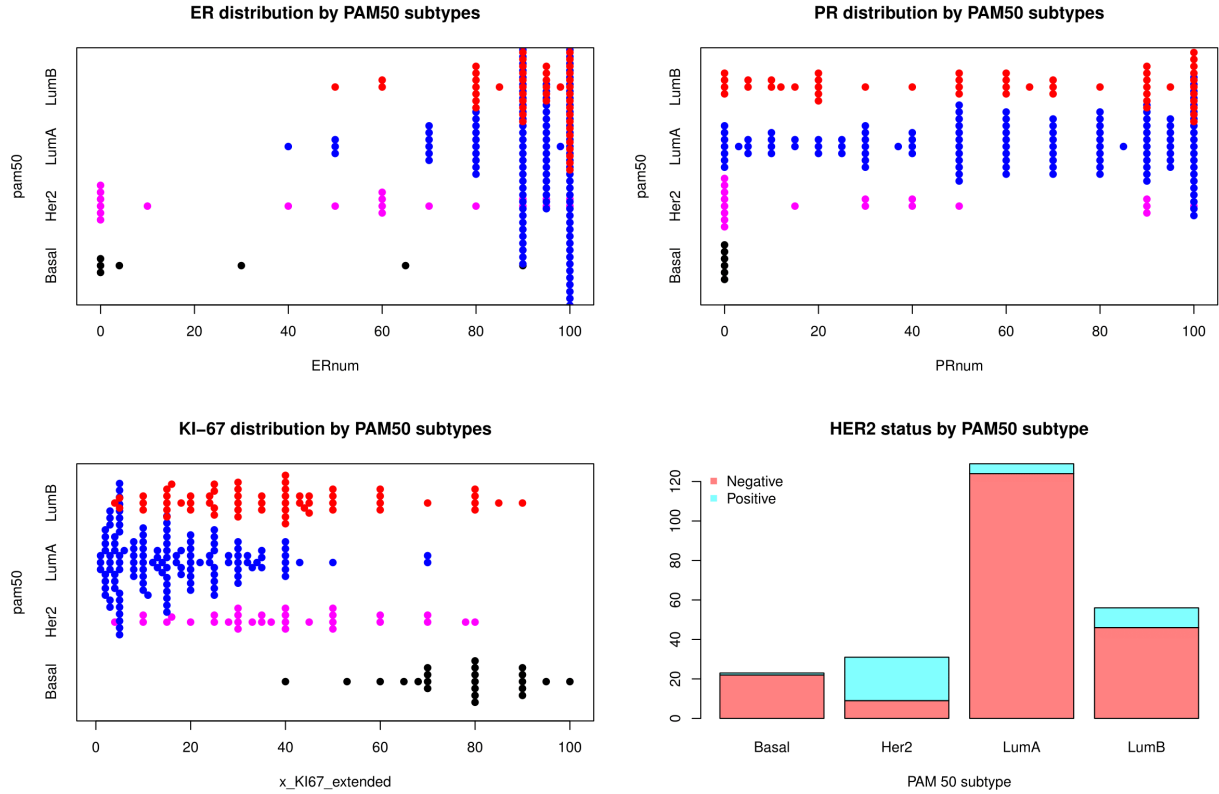 ER distribution by PAM50 subtypes
pam50
LumB
LumA
Her2
Basal
0 20 40 60 80 100
ERnum
PR distribution by PAM50 subtypes
pam50
LumB
LumA
Her2
Basal
0 20 40 60 80 100
PRnum
KI−67 distribution by PAM50 subtypes
pam50
LumB
LumA
Her2
Basal
0 20 40 60 80 100
x_KI67_extended
HER2 status by PAM50 subtype
Negative
Positive
120
100
80
60
40
20
0
Basal Her2 LumA LumB
PAM 50 subtype